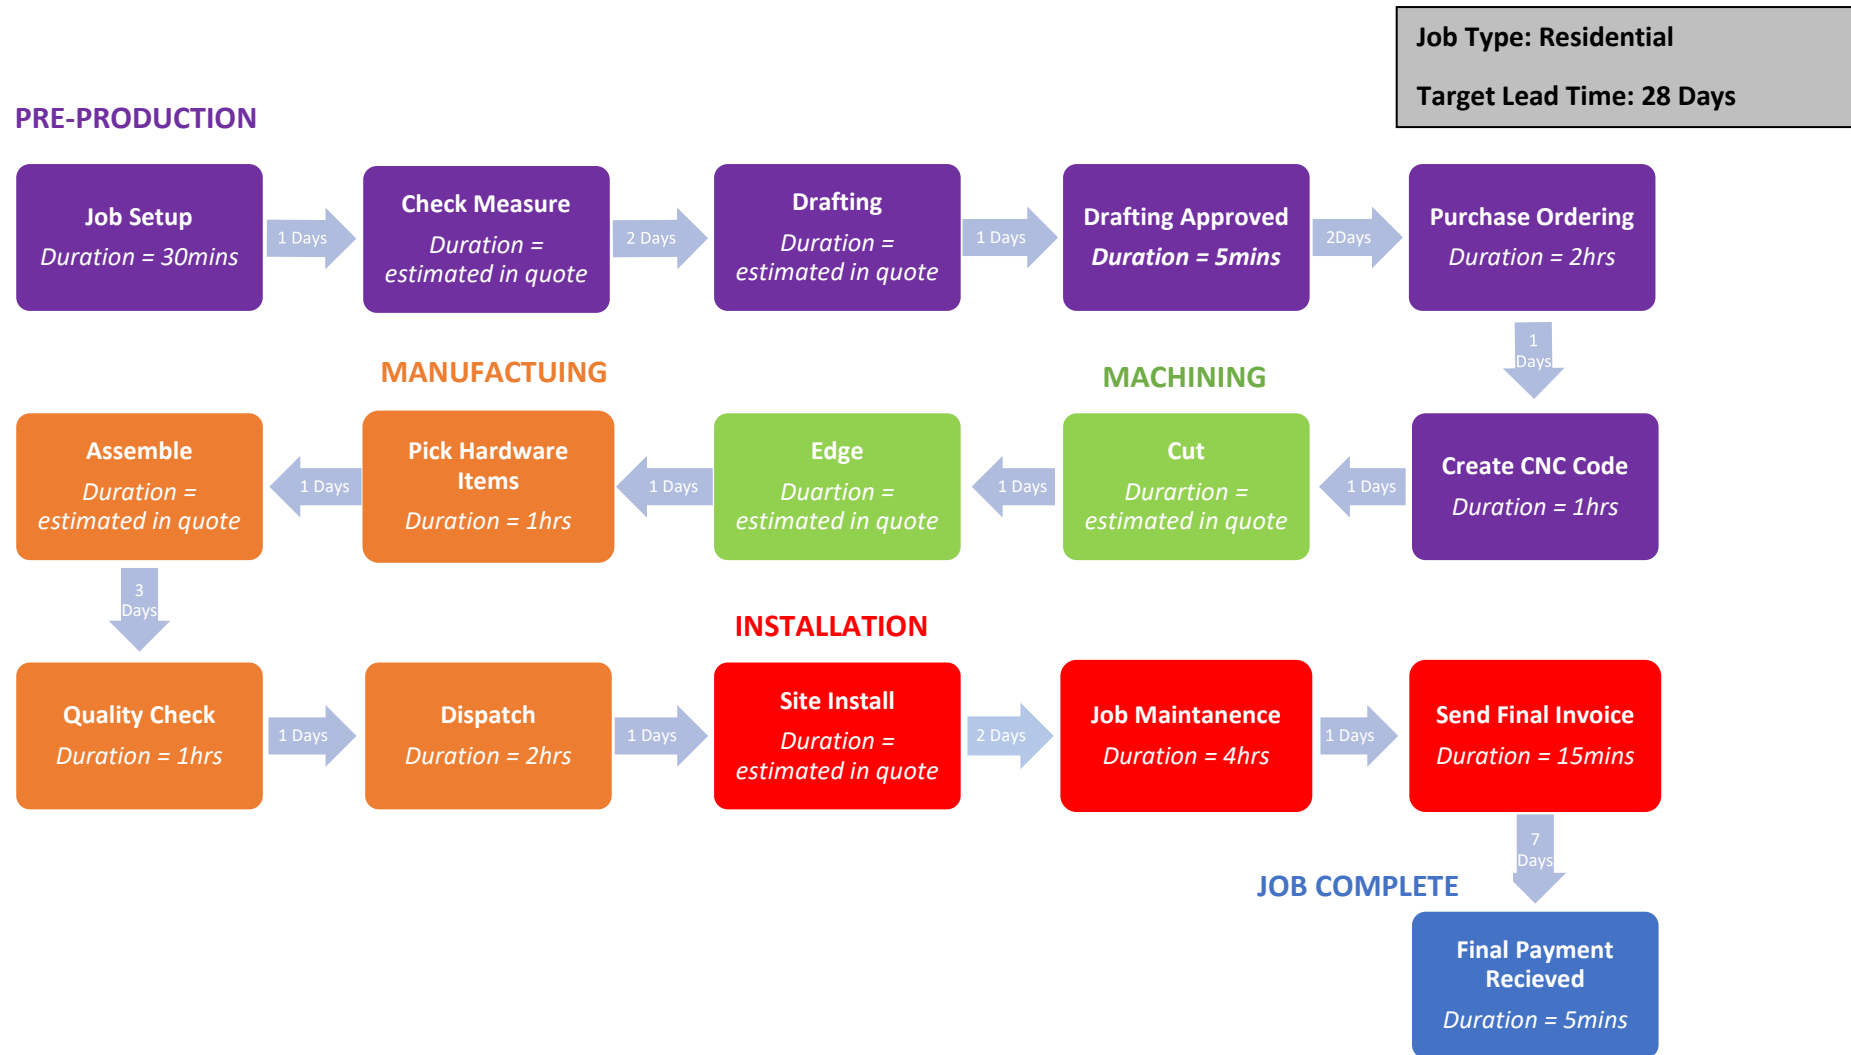 Job Type: Residential
Target Lead Time: 28 Days
PRE-PRODUCTION
Job Setup
Duration = 30mins
1 Days
Check Measure
Duration =
estimated in quote
2 Days
Drafting
Duration =
estimated in quote
1 Days
Drafting Approved
Duration = 5mins
2Days
Purchase Ordering
Duration = 2hrs
1
Days
MACHINING
MANUFACTUING
Create CNC Code
Duration = 1hrs
1 Days
Cut
Durartion =
estimated in quote
1 Days
Edge
Duartion =
estimated in quote
1 Days
Pick Hardware
Items
Duration = 1hrs
1 Days
Assemble
Duration =
estimated in quote
3
Days
INSTALLATION
Quality Check
Duration = 1hrs
1 Days
Dispatch
Duration = 2hrs
1 Days
Site Install
Duration =
estimated in quote
2 Days
Job Maintanence
Duration = 4hrs
1 Days
Send Final Invoice
Duration = 15mins
7
Days
JOB COMPLETE
Final Payment
Recieved
Duration = 5mins